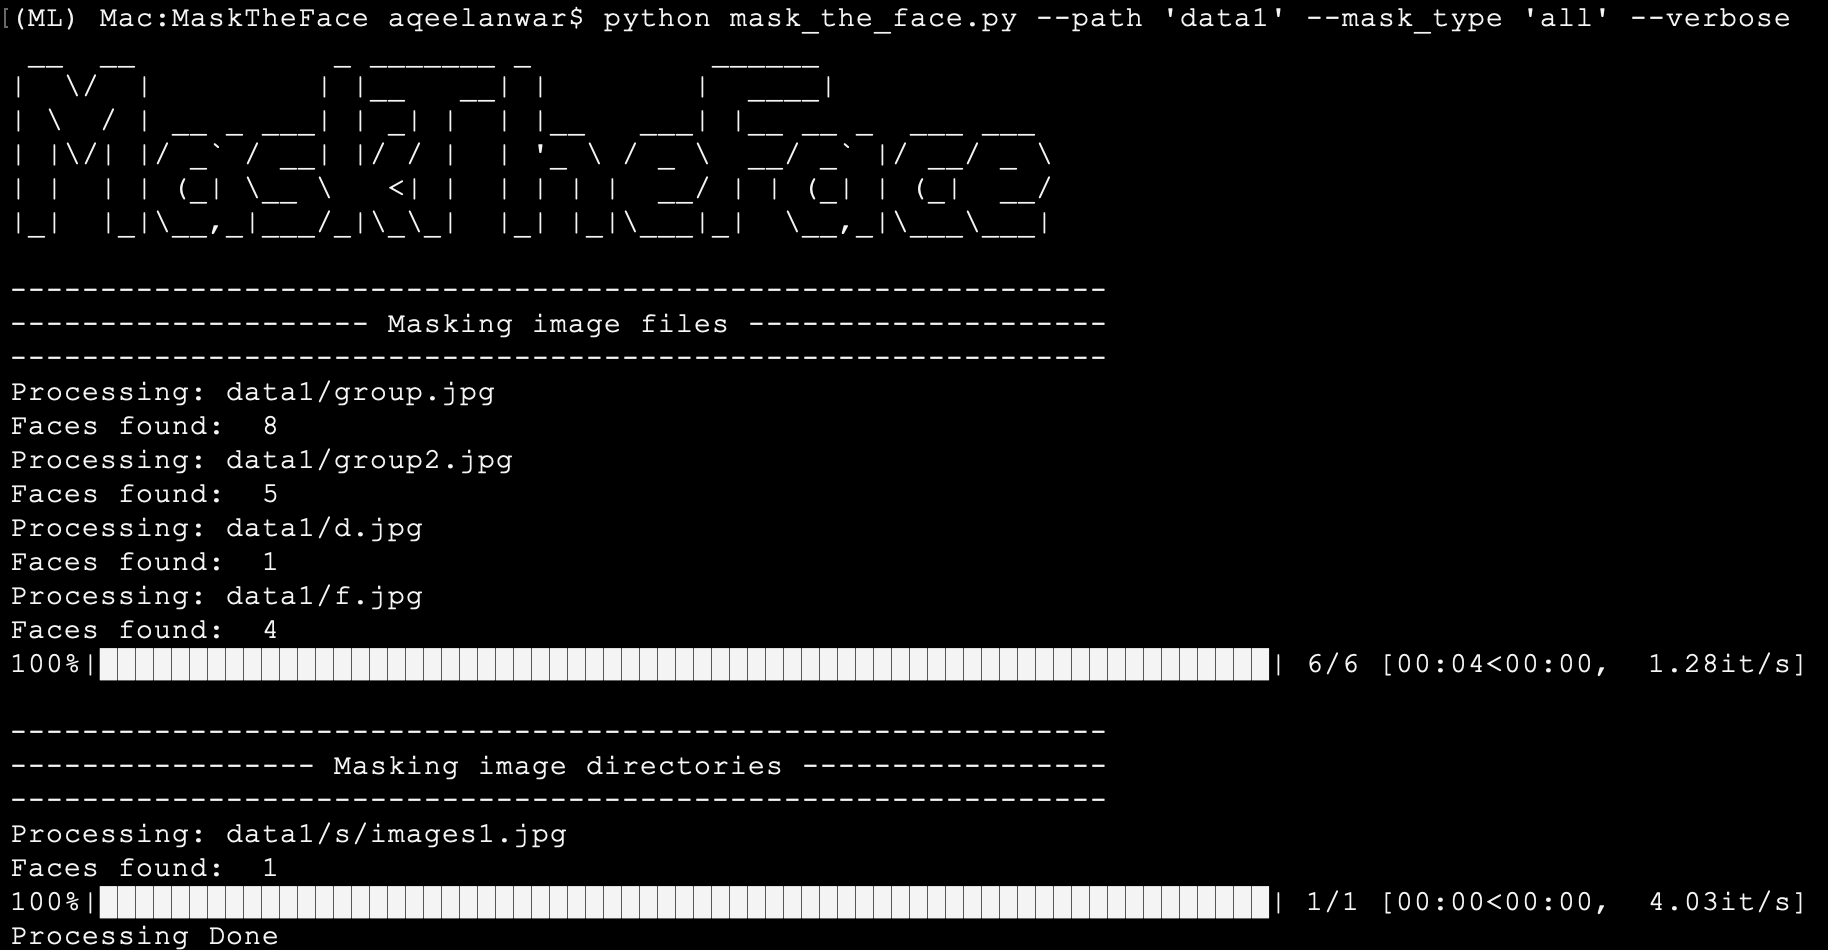 [(ML) Mac:MaskTheFace aqeelanwar$ python mask_the_face.py --path 'data1' --mask_type 'all' --verbose
MaskTheFace
-------------------------------------------------------------
-------------------- Masking image files --------------------
-------------------------------------------------------------
Processing: data1/group.jpg
Faces found:  8
Processing: data1/group2.jpg
Faces found:  5
Processing: data1/d.jpg
Faces found:  1
Processing: data1/f.jpg
Faces found:  4
100%|█████████████████████████████████████████████████████████████████| 6/6 [00:04<00:00,  1.28it/s]
-------------------------------------------------------------
----------------- Masking image directories -----------------
-------------------------------------------------------------
Processing: data1/s/images1.jpg
Faces found:  1
100%|█████████████████████████████████████████████████████████████████| 1/1 [00:00<00:00,  4.03it/s]
Processing Done